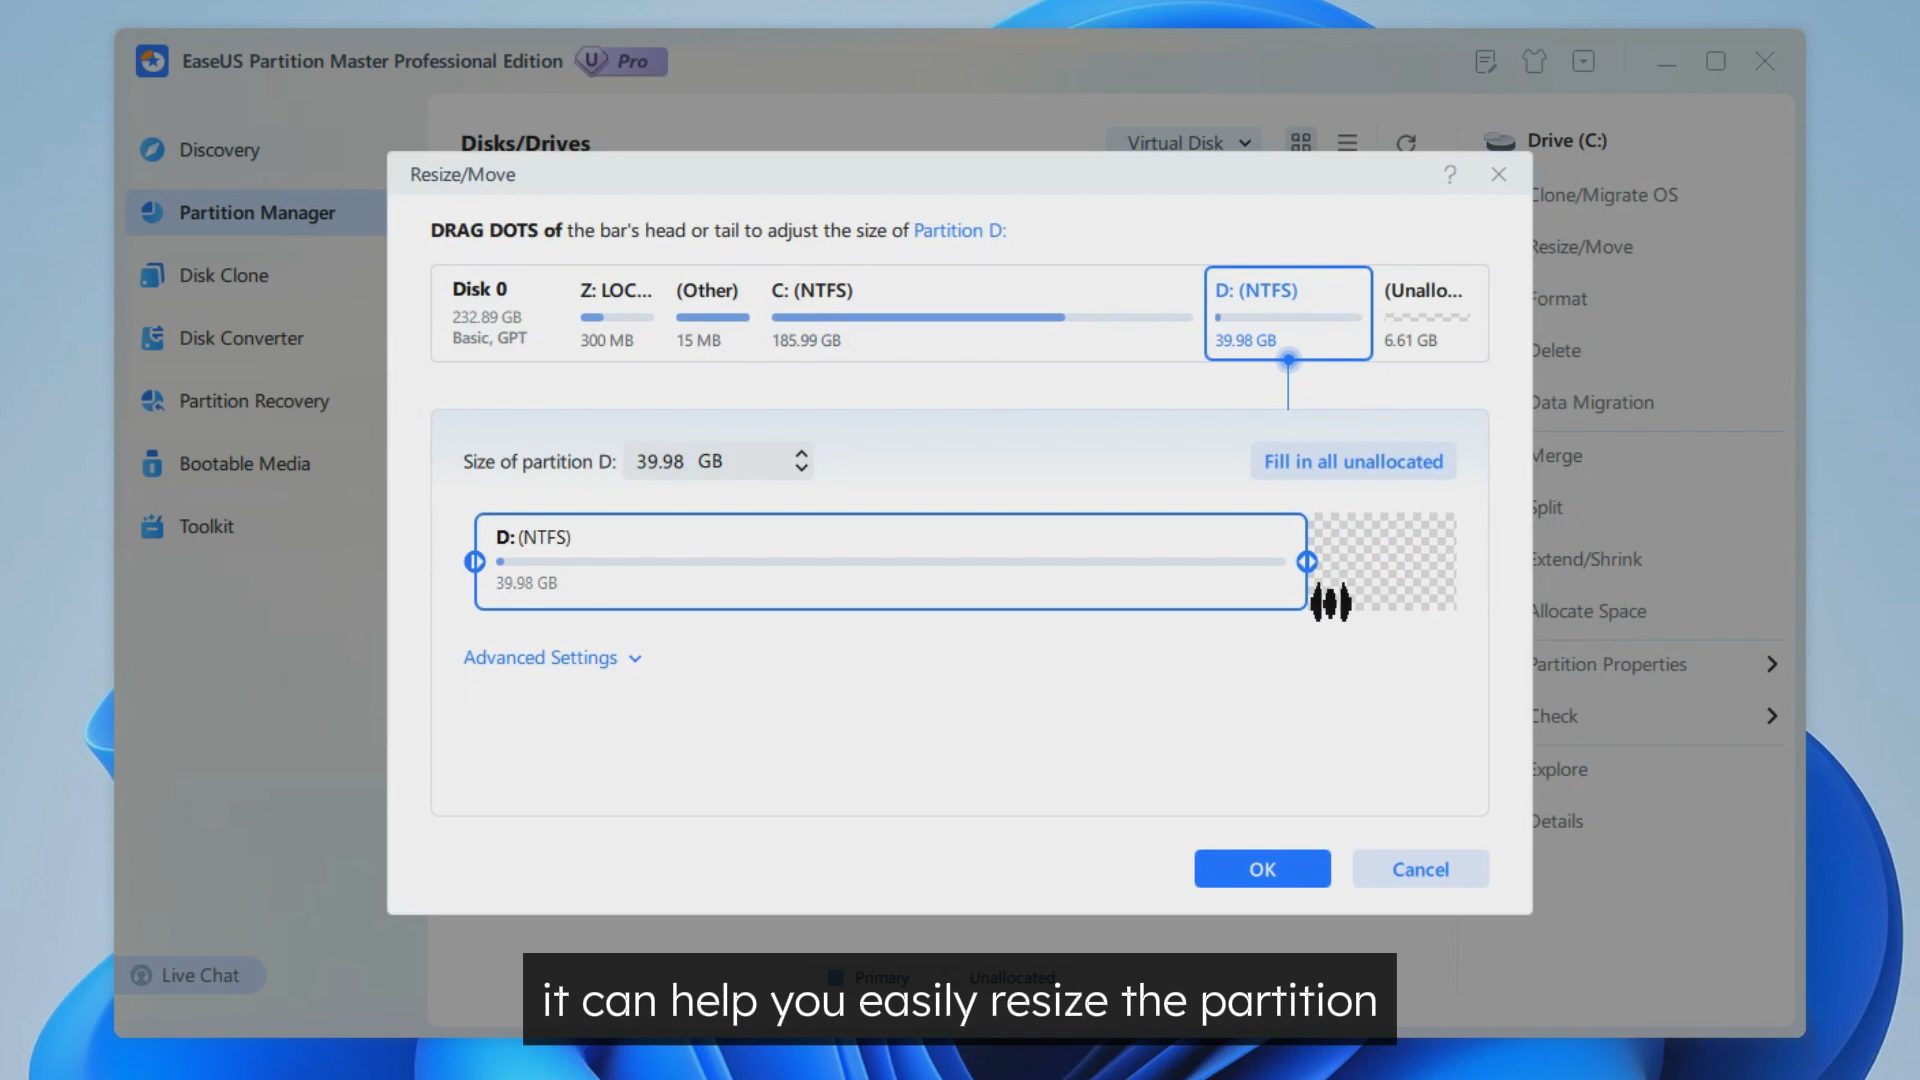 EaseUS Partition Master Professional Edition
U Pro
Discovery
Partition Manager
Disk Clone
Disk Converter
Partition Recovery
Bootable Media
Toolkit
Live Chat
Disks/Drives
Virtual Disk
Drive (C:)
Clone/Migrate OS
Resize/Move
Format
Delete
Data Migration
Merge
Split
Extend/Shrink
Allocate Space
Partition Properties
Check
Explore
Details
Resize/Move
?
DRAG DOTS of the bar's head or tail to adjust the size of Partition D:
Disk 0
232.89 GB
Basic, GPT
Z: LOC...
300 MB
(Other)
15 MB
C: (NTFS)
185.99 GB
D: (NTFS)
39.98 GB
(Unallo...
6.61 GB
Size of partition D: 39.98 GB
Fill in all unallocated
D: (NTFS)
39.98 GB
Advanced Settings
OK
Cancel
Primary
Unallocated
it can help you easily resize the partition